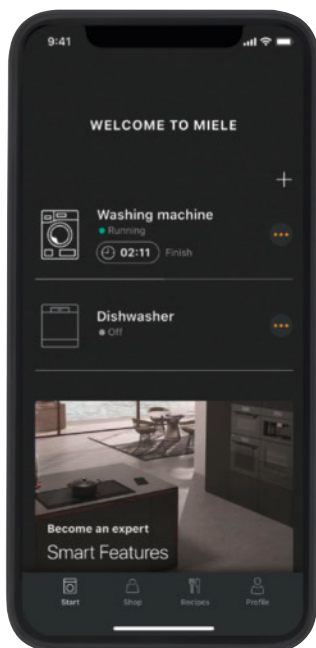 9:41
WELCOME TO MIELE
Washing machine
Running
02:11 Finish
Dishwasher
Off
Become an expert
Smart Features
Start Shop Recipes Profile